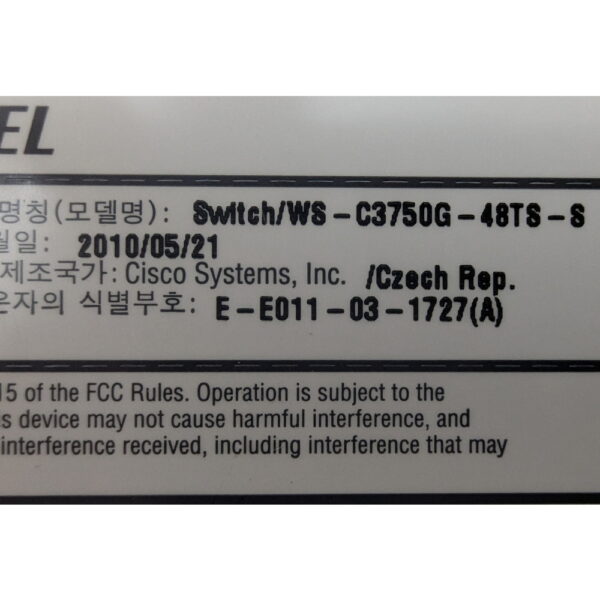 EL
명칭(모델명): Switch/WS-C3750G-48TS-S
월일: 2010/05/21
제조국가: Cisco Systems, Inc. /Czech Rep.
은자의 식별부호: E-E011-03-1727(A)
15 of the FCC Rules. Operation is subject to the
is device may not cause harmful interference, and
interference received, including interference that may